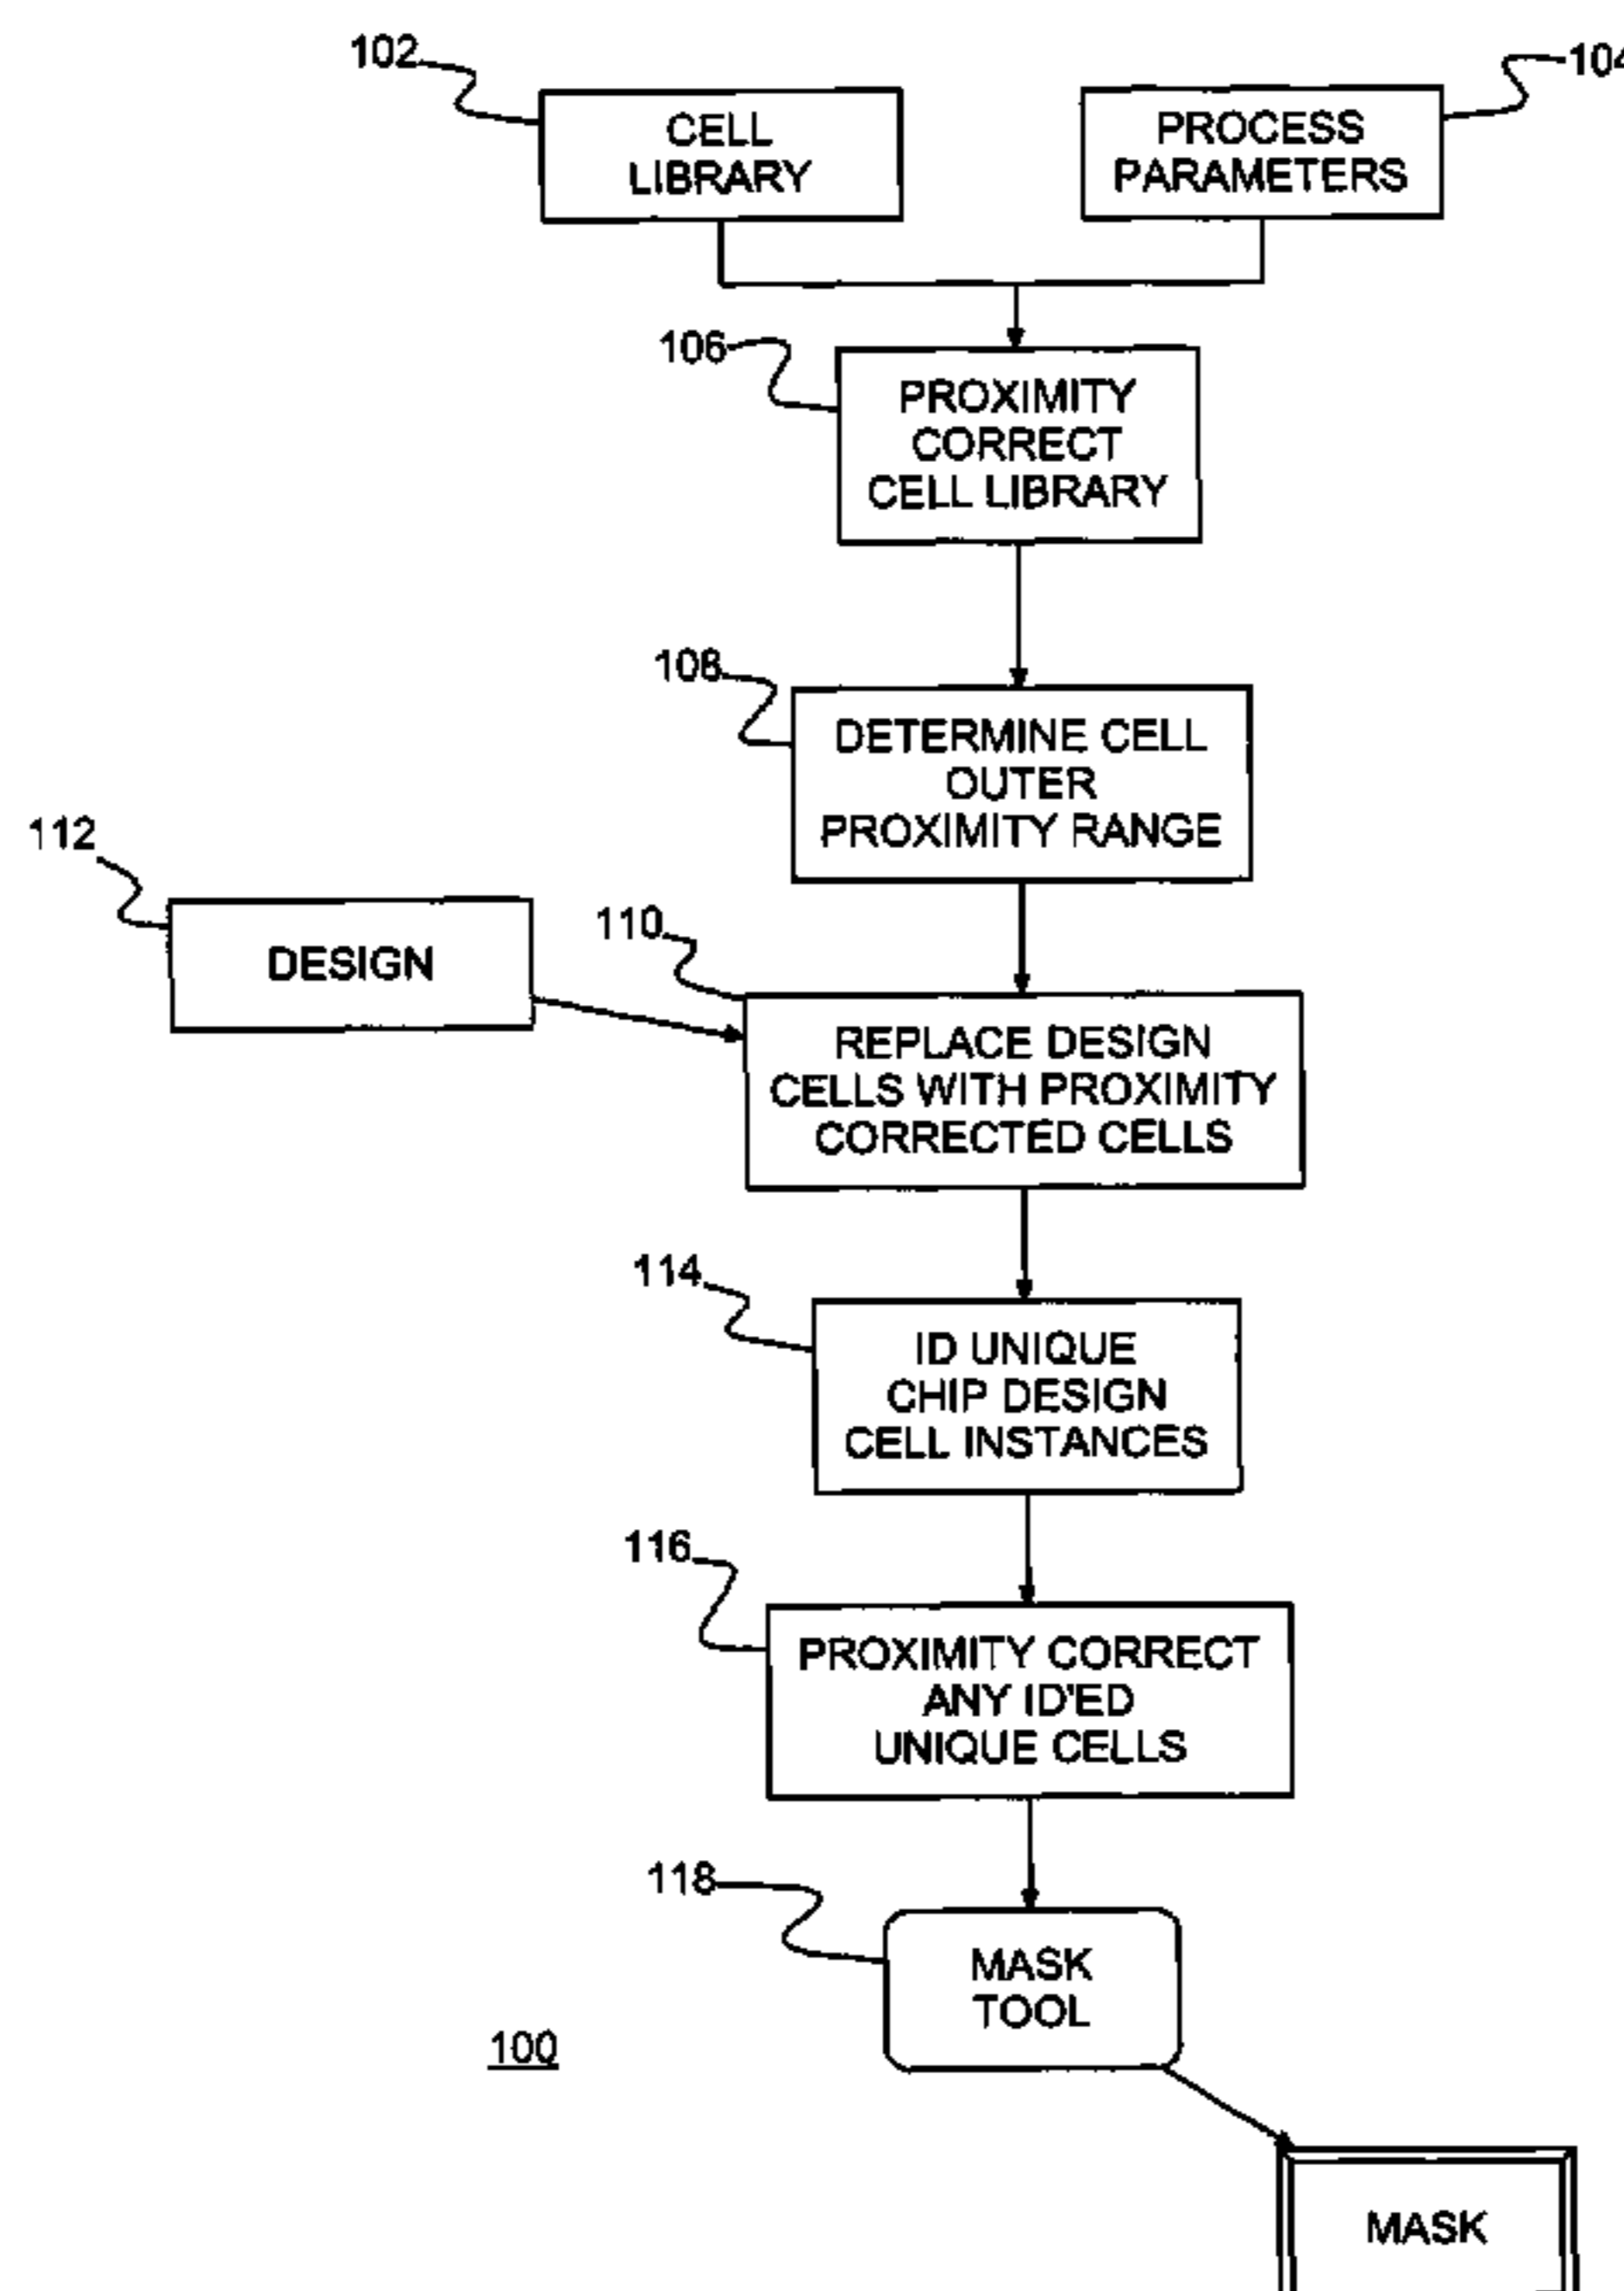 102
CELL
LIBRARY
104
PROCESS
PARAMETERS
106
PROXIMITY
CORRECT
CELL LIBRARY
108
DETERMINE CELL
OUTER
PROXIMITY RANGE
112
DESIGN
110
REPLACE DESIGN
CELLS WITH PROXIMITY
CORRECTED CELLS
114
ID UNIQUE
CHIP DESIGN
CELL INSTANCES
116
PROXIMITY CORRECT
ANY ID'ED
UNIQUE CELLS
118
MASK
TOOL
100
MASK